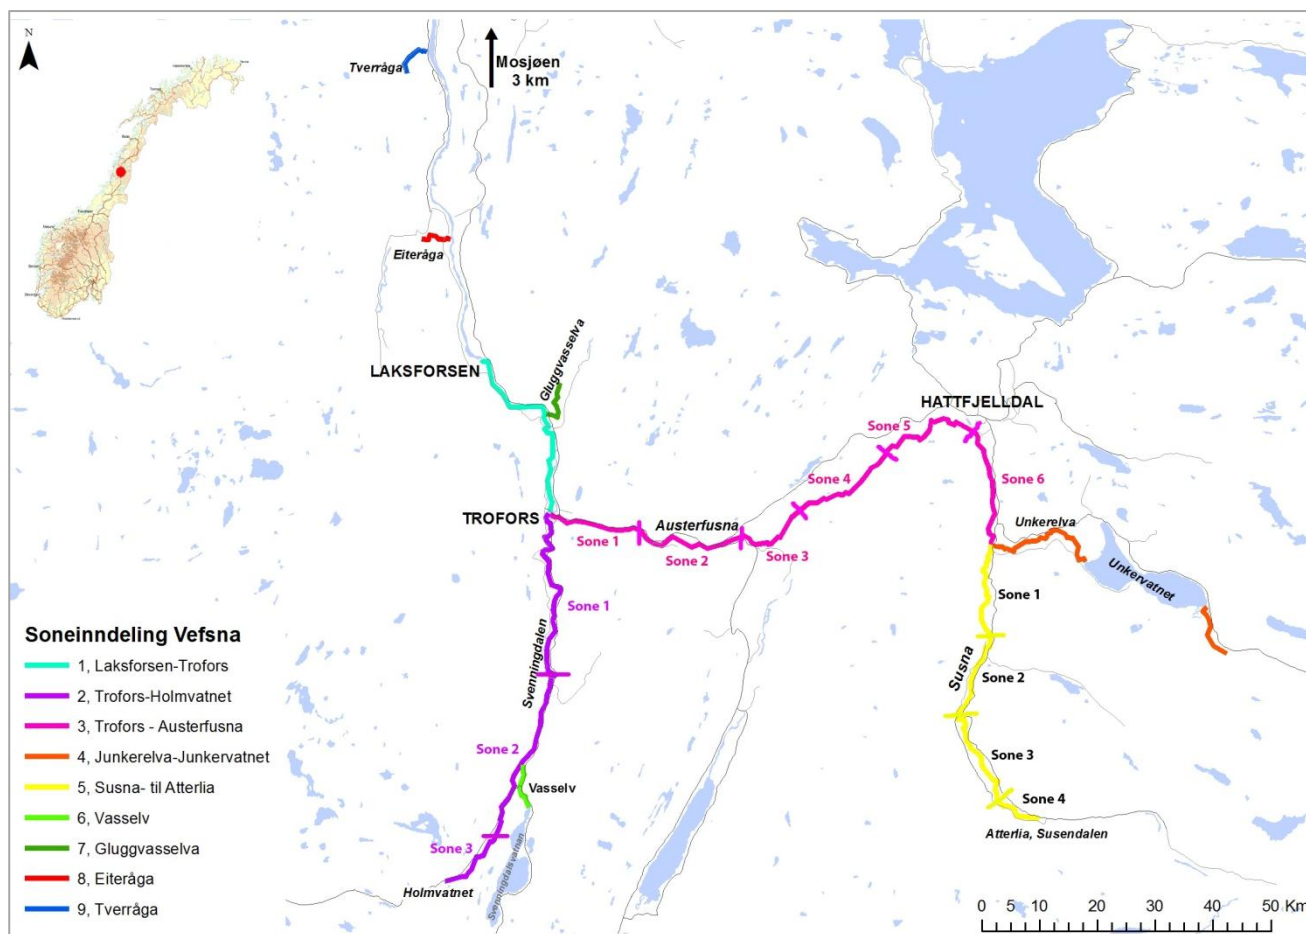 N
Mosjøen
3 km
Tverråga
Eiteråga
LAKSFORSEN
Gluggvasselva
HATTFJELLDAL
Sone 5
Sone 4
Sone 6
TROFORS
Austerfusna
Unkerelva
Sone 1
Sone 2
Sone 3
Unkervatnet
Sone 1
Sone 1
Svenningdalen
Susna
Sone 2
Sone 2
Sone 3
Vasselv
Sone 4
Sone 3
Atterlia, Susendalen
Holmvatnet
Svenningdalsvatnan
Soneinndeling Vefsna
1, Laksforsen-Trofors
2, Trofors-Holmvatnet
3, Trofors - Austerfusna
4, Junkerelva-Junkervatnet
5, Susna- til Atterlia
6, Vasselv
7, Gluggvasselva
8, Eiteråga
9, Tverråga
0 5 10 20 30 40 50 Km